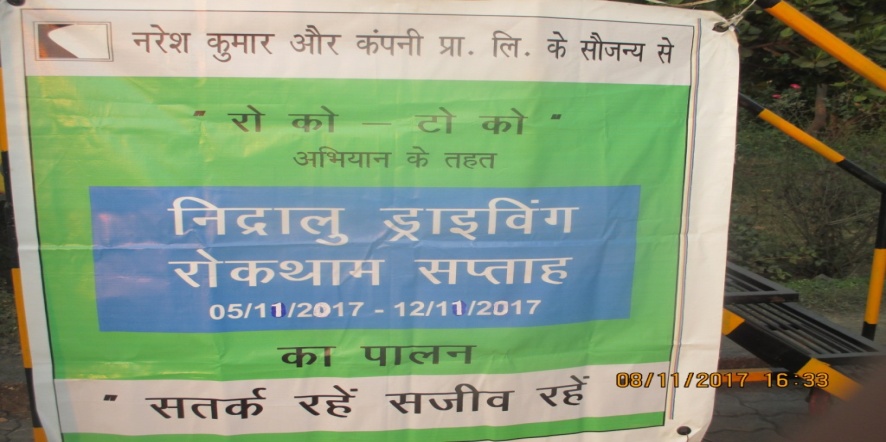 नरेश कुमार और कंपनी प्रा. लि. के सौजन्य से
" रो को – टो को "
अभियान के तहत
निद्रालु ड्राइविंग
रोकथाम सप्ताह
05/11/2017 - 12/11/2017
का पालन
" सतर्क रहें सजीव रहें
08/11/2017 16:33